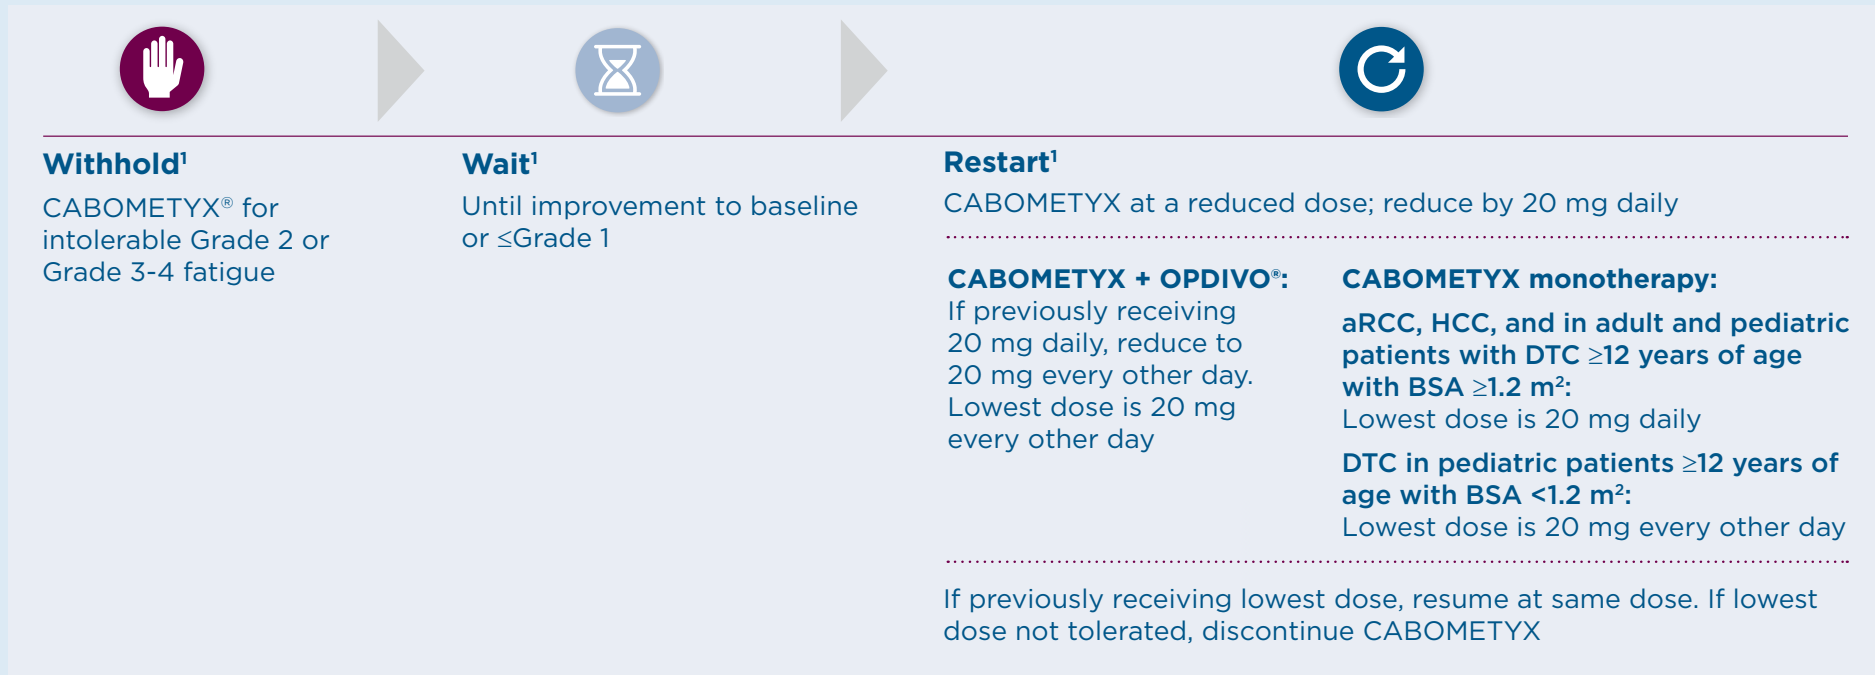 Withhold¹
CABOMETYX® for
intolerable Grade 2 or
Grade 3-4 fatigue
Wait¹
Until improvement to baseline
or ≤Grade 1
Restart¹
CABOMETYX at a reduced dose; reduce by 20 mg daily
CABOMETYX + OPDIVO®:
If previously receiving
20 mg daily, reduce to
20 mg every other day.
Lowest dose is 20 mg
every other day
CABOMETYX monotherapy:
aRCC, HCC, and in adult and pediatric
patients with DTC ≥12 years of age
with BSA ≥1.2 m²:
Lowest dose is 20 mg daily
DTC in pediatric patients ≥12 years of
age with BSA <1.2 m²:
Lowest dose is 20 mg every other day
If previously receiving lowest dose, resume at same dose. If lowest
dose not tolerated, discontinue CABOMETYX